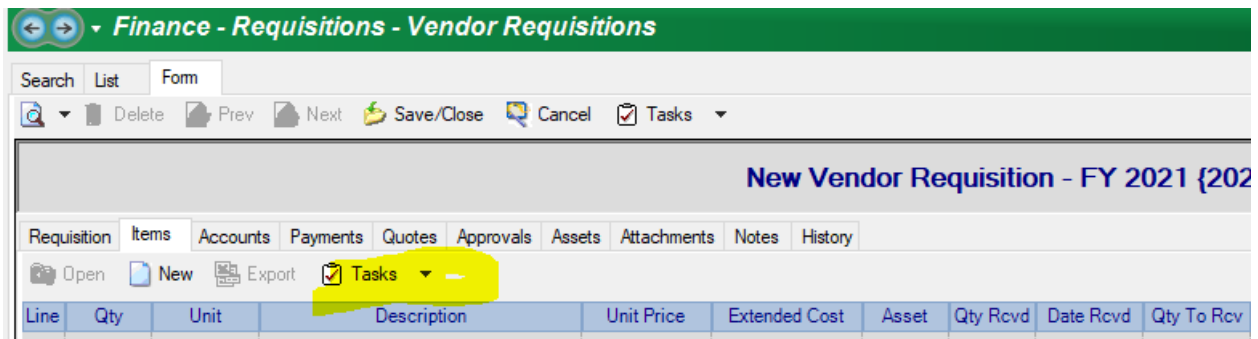 Finance - Requisitions - Vendor Requisitions
Search List Form
Delete Prev Next Save/Close Cancel Tasks
New Vendor Requisition - FY 2021 {202
Requisition Items Accounts Payments Quotes Approvals Assets Attachments Notes History
Open New Export Tasks
Line Qty Unit Description Unit Price Extended Cost Asset Qty Rcvd Date Rcvd Qty To Rcv